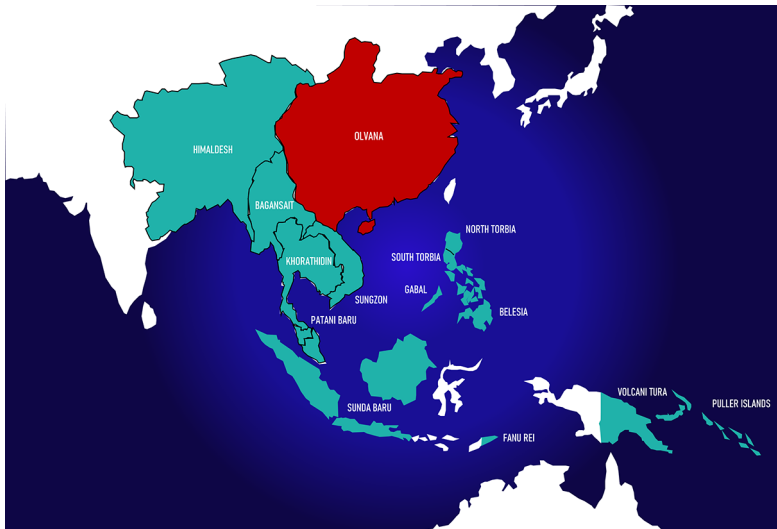 OLVANA
HIMALDESH
BAGANSAIT
NORTH TORBIA
SOUTH TORBIA
KHORATHIDIN
GABAL
SUNGZON
BELESIA
PATANI BARU
VOLCANI TURA
PULLER ISLANDS
SUNDA BARU
FANU REI